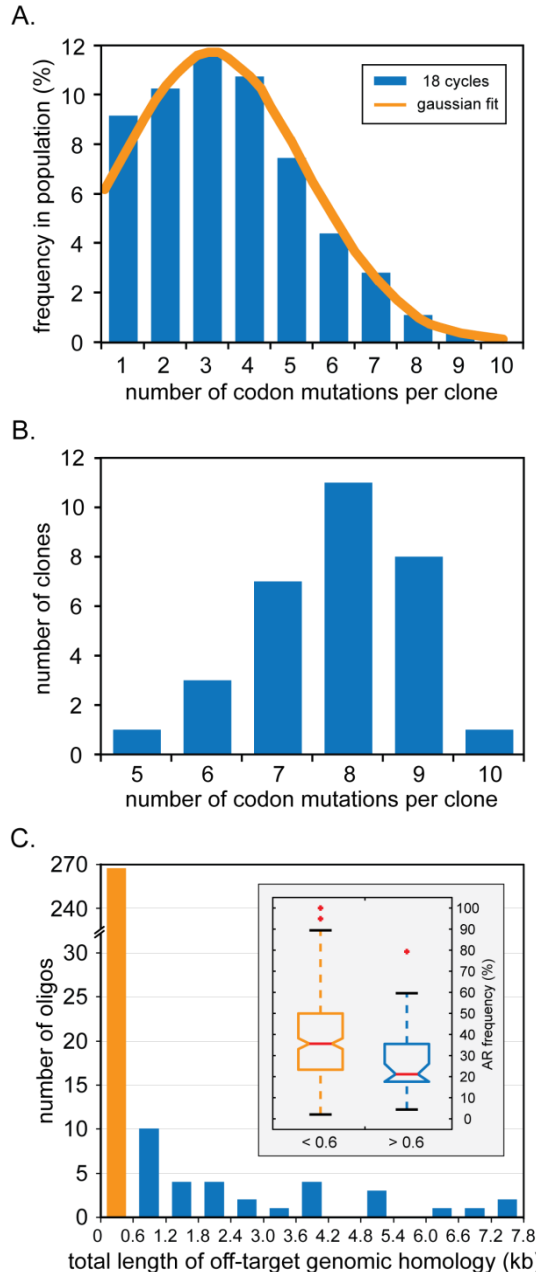 A.
12
10
8
6
4
2
0
frequency in population (%)
18 cycles
gaussian fit
1 2 3 4 5 6 7 8 9 10
number of codon mutations per clone
B.
12
10
8
6
4
2
0
number of clones
5 6 7 8 9 10
number of codon mutations per clone
C.
270
240
30
25
20
15
10
5
0
number of oligos
100
90
80
70
60
50
40
30
20
10
0
AR frequency (%)
< 0.6 > 0.6
0 0.6 1.2 1.8 2.4 3.0 3.6 4.2 4.8 5.4 6.0 6.6 7.2 7.8
total length of off-target genomic homology (kb)